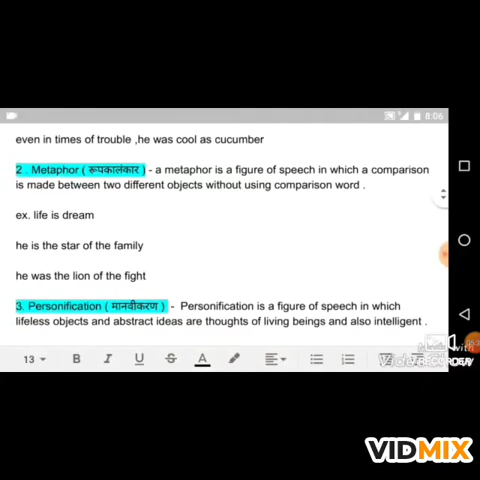 8:06
even in times of trouble ,he was cool as cucumber
2 . Metaphor ( रूपकालंकार ) - a metaphor is a figure of speech in which a comparison
is made between two different objects without using comparison word .
ex. life is dream
he is the star of the family
he was the lion of the fight
3. Personification ( मानवीकरण ) - Personification is a figure of speech in which
lifeless objects and abstract ideas are thoughts of living beings and also intelligent .
13
B I U S A
with
VIDMIX